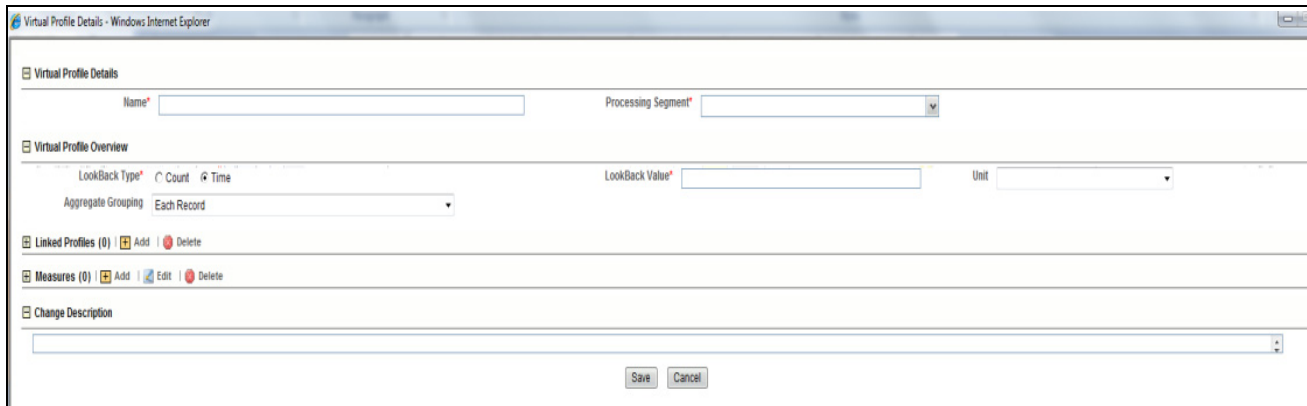 Virtual Profile Details - Windows Internet Explorer
Virtual Profile Details
Name* Processing Segment*
Virtual Profile Overview
LookBack Type* Count Time LookBack Value* Unit
Aggregate Grouping Each Record
Linked Profiles (0) | Add | Delete
Measures (0) | Add | Edit | Delete
Change Description
Save Cancel